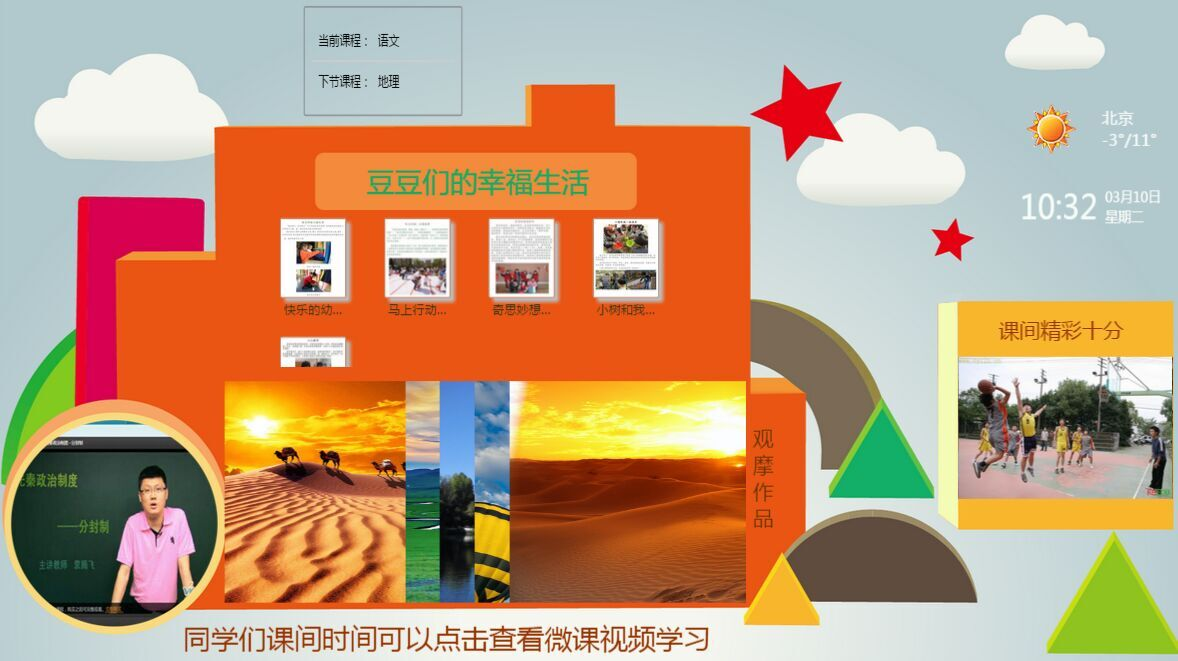 当前课程： 语文
下节课程： 地理
北京
-3°/11°
10:32
03月10日
星期二
豆豆们的幸福生活
快乐的幼...
马上行动...
奇思妙想...
小树和我...
课间精彩十分
观摩作品
先秦政治制度
——分封制
主讲教师
同学们课间时间可以点击查看微课视频学习